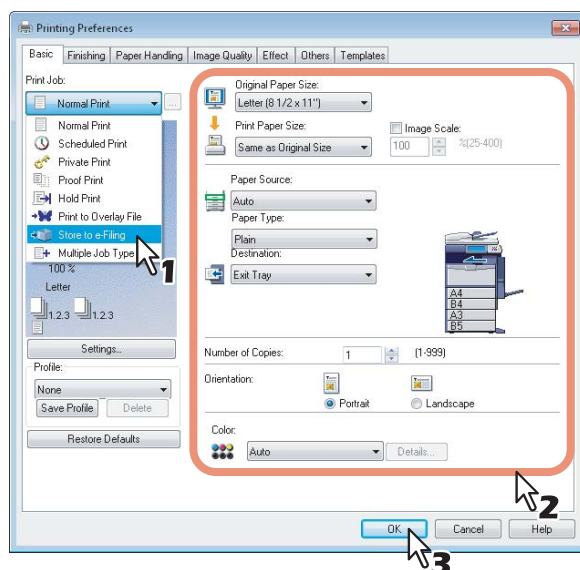 Printing Preferences
Basic Finishing Paper Handling Image Quality Effect Others Templates
Print Job:
Normal Print ...
Normal Print
Scheduled Print
Private Print
Proof Print
Hold Print
Print to Overlay File
Store to e-Filing
Multiple Job Type
1
100 %
Letter
1.2.3 1.2.3
Settings...
Profile:
None
Save Profile Delete
Restore Defaults
Original Paper Size:
Letter (8 1/2 x 11")
Print Paper Size:
Same as Original Size
Image Scale:
100 %(25-400)
Paper Source:
Auto
Paper Type:
Plain
Destination:
Exit Tray
A4
B4
A3
B5
Number of Copies: 1 (1-999)
Orientation:
Portrait Landscape
Color:
Auto Details...
2
OK Cancel Help
3